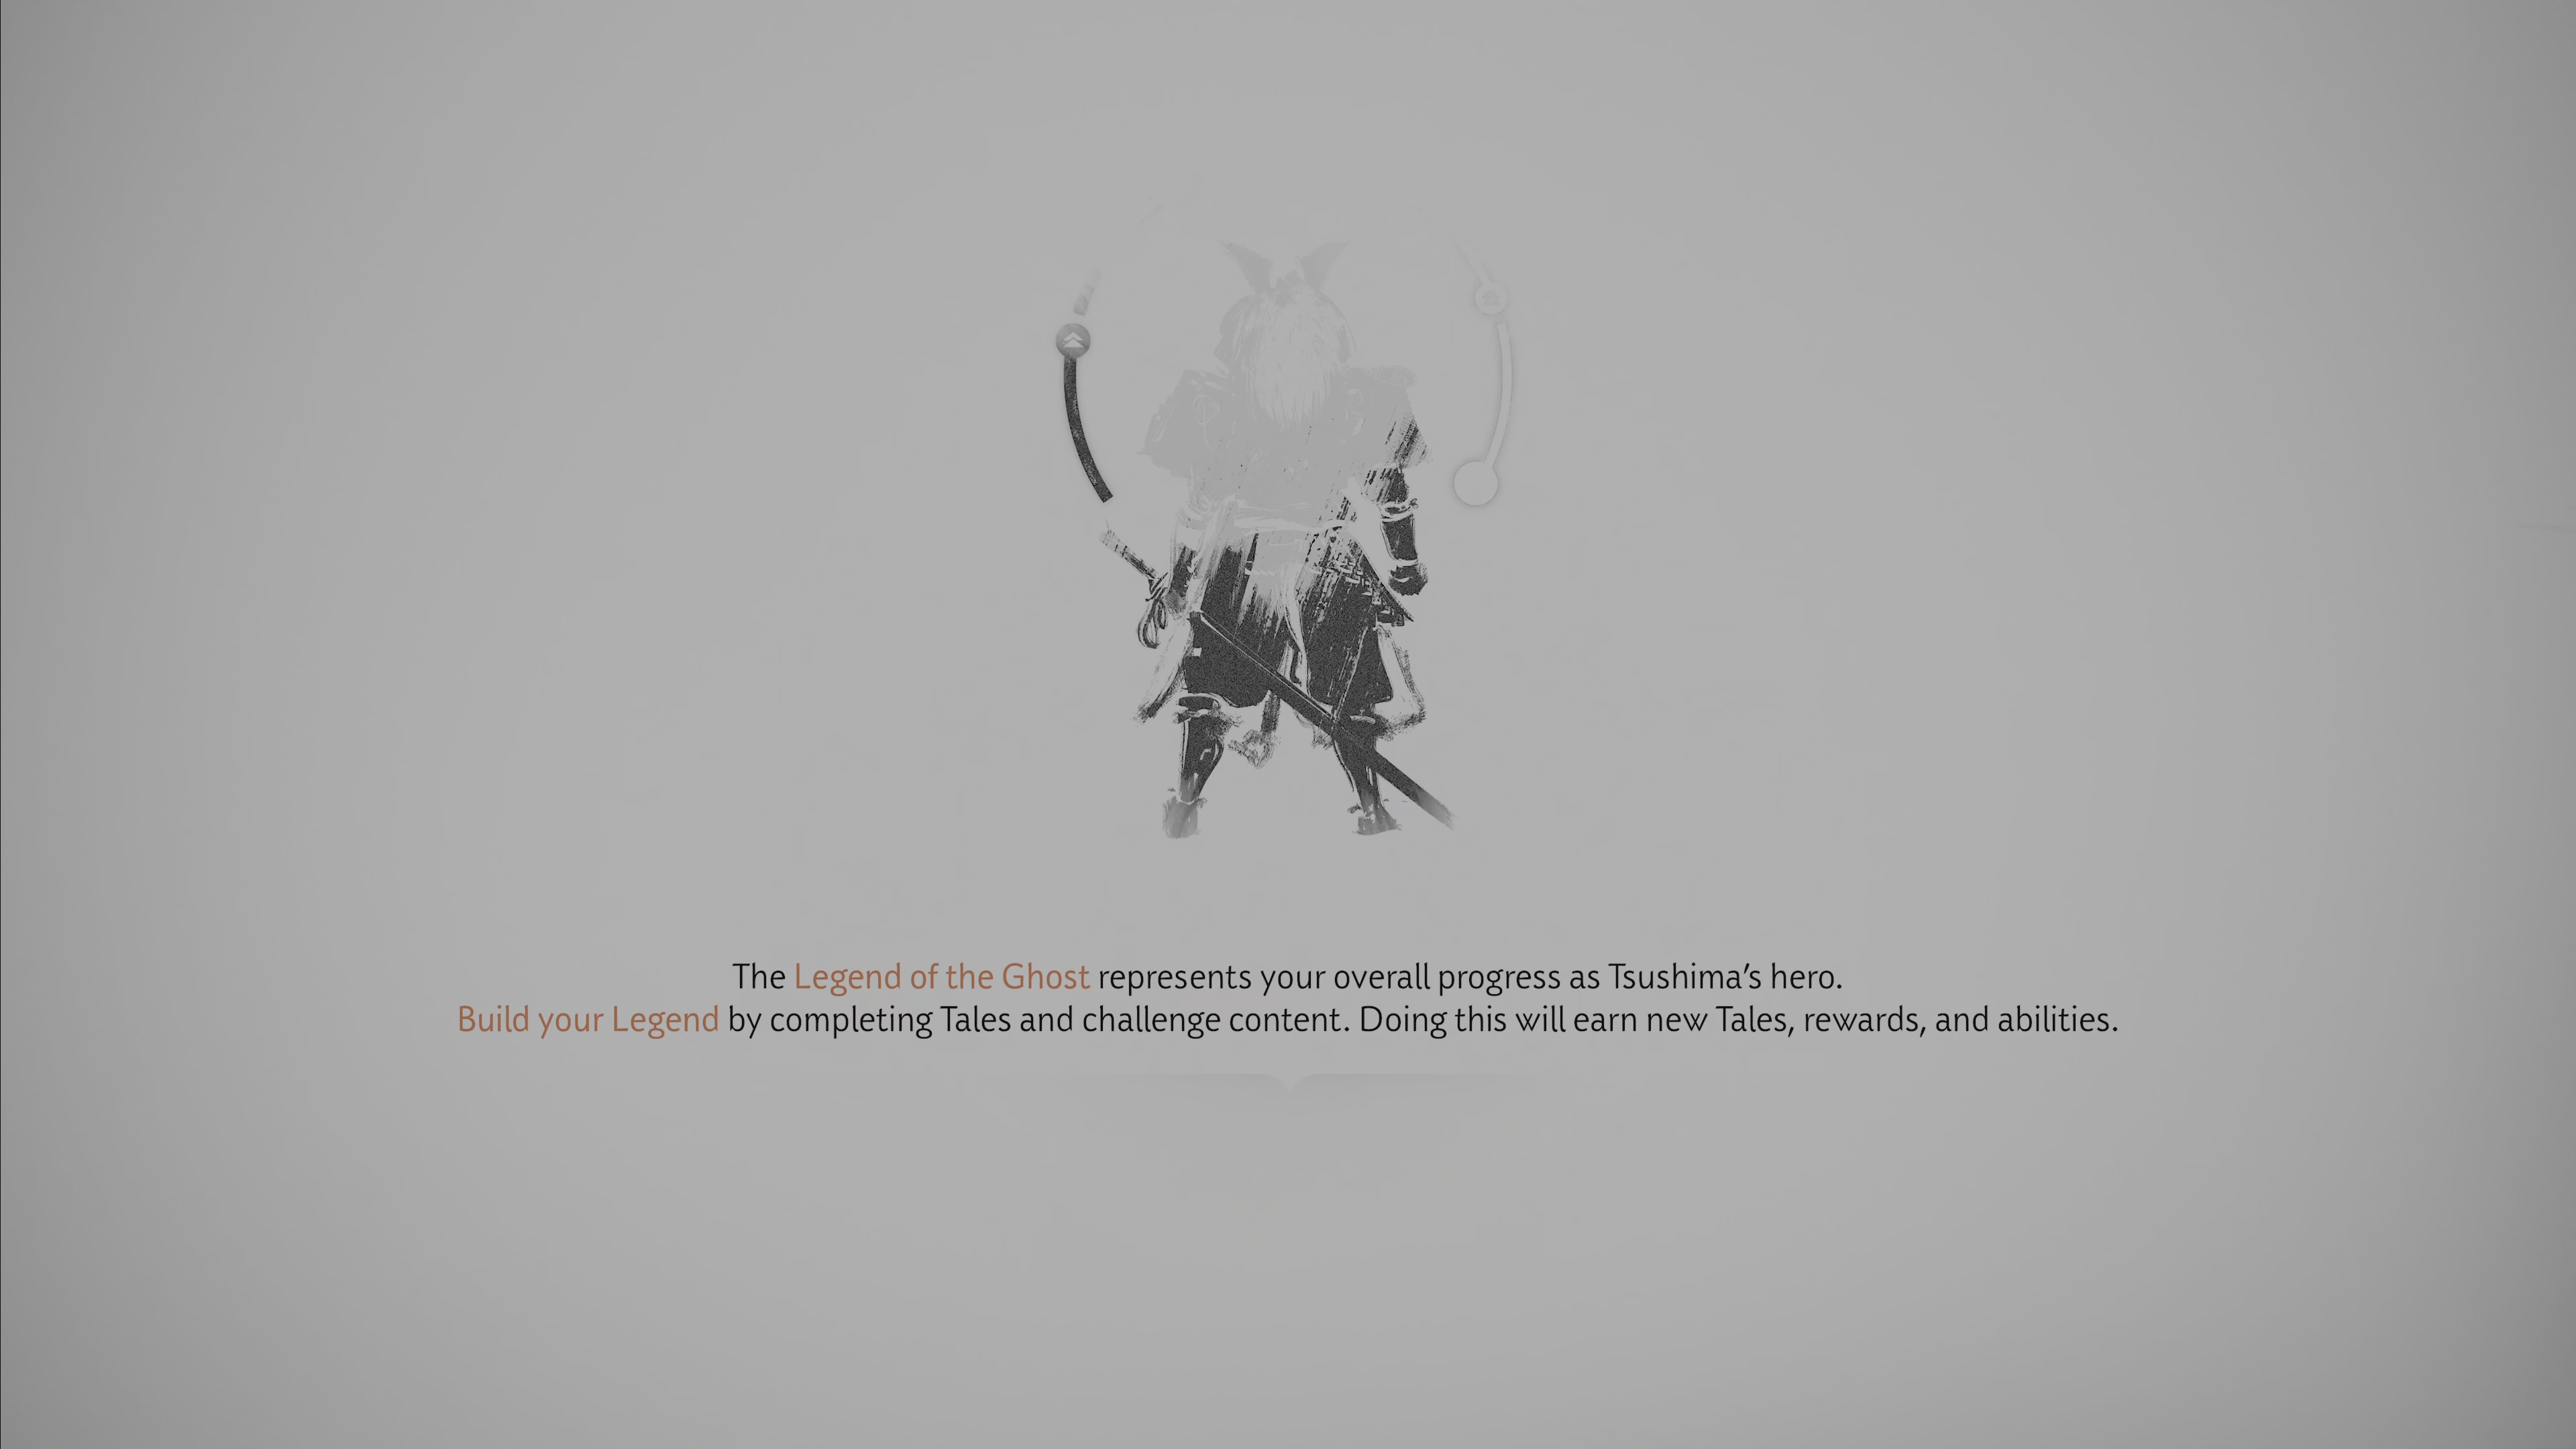 The Legend of the Ghost represents your overall progress as Tsushima’s hero.
Build your Legend by completing Tales and challenge content. Doing this will earn new Tales, rewards, and abilities.